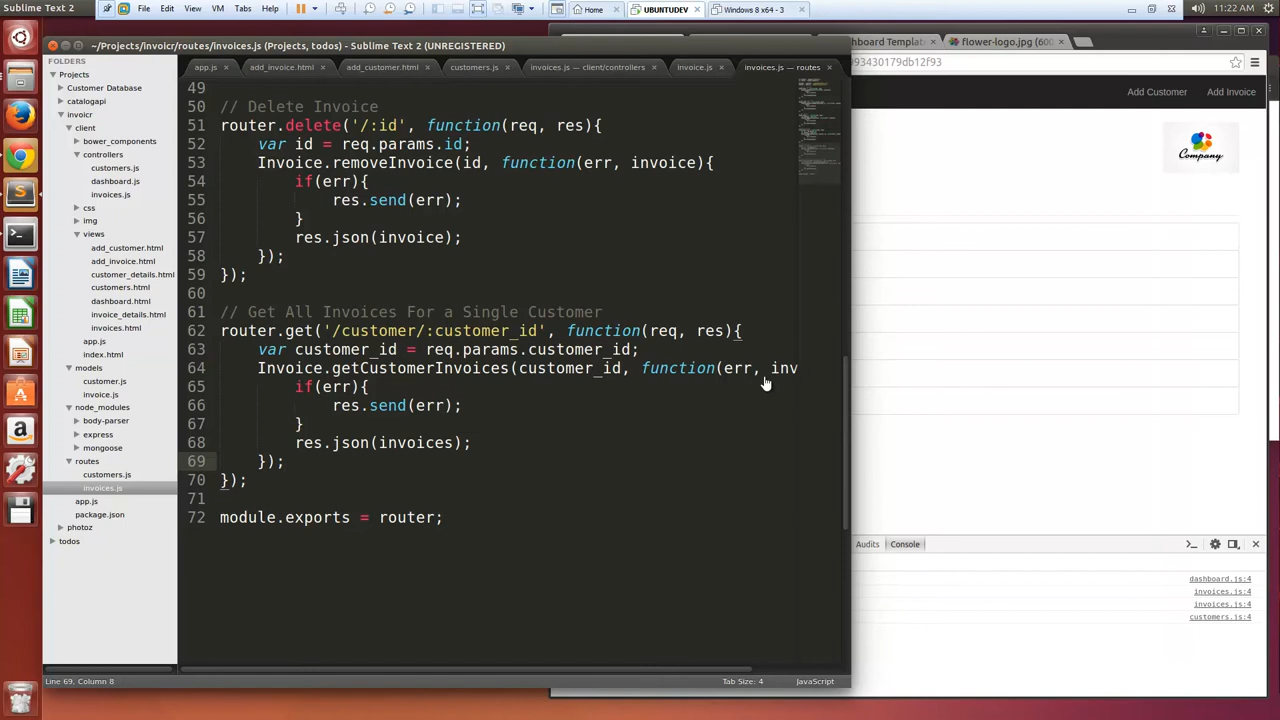 Sublime Text 2
File Edit View VM Tabs Help
Home
UBUNTUDEV
Windows 8 x64 - 3
11:22 AM
~/Projects/invoicr/routes/invoices.js (Projects, todos) - Sublime Text 2 (UNREGISTERED)
FOLDERS
Projects
Customer Database
catalogapi
invoicr
client
bower_components
controllers
customers.js
dashboard.js
invoices.js
css
img
views
add_customer.html
add_invoice.html
customer_details.html
customers.html
dashboard.html
invoice_details.html
invoices.html
app.js
index.html
models
customer.js
invoice.js
node_modules
body-parser
express
mongoose
routes
customers.js
invoices.js
app.js
package.json
photoz
todos
app.js
add_invoice.html
add_customer.html
customers.js
invoices.js — client/controllers
invoice.js
invoices.js — routes
49
50 // Delete Invoice
51 router.delete('/:id', function(req, res){
52 var id = req.params.id;
53 Invoice.removeInvoice(id, function(err, invoice){
54 if(err){
55 res.send(err);
56 }
57 res.json(invoice);
58 });
59 });
60
61 // Get All Invoices For a Single Customer
62 router.get('/customer/:customer_id', function(req, res){
63 var customer_id = req.params.customer_id;
64 Invoice.getCustomerInvoices(customer_id, function(err, inv
65 if(err){
66 res.send(err);
67 }
68 res.json(invoices);
69 });
70 });
71
72 module.exports = router;
Line 69, Column 8
Tab Size: 4
JavaScript
board Template
flower-logo.jpg (600
993430179db12f93
Add Customer
Add Invoice
Company
Audits
Console
dashboard.js:4
invoices.js:4
invoices.js:4
customers.js:4